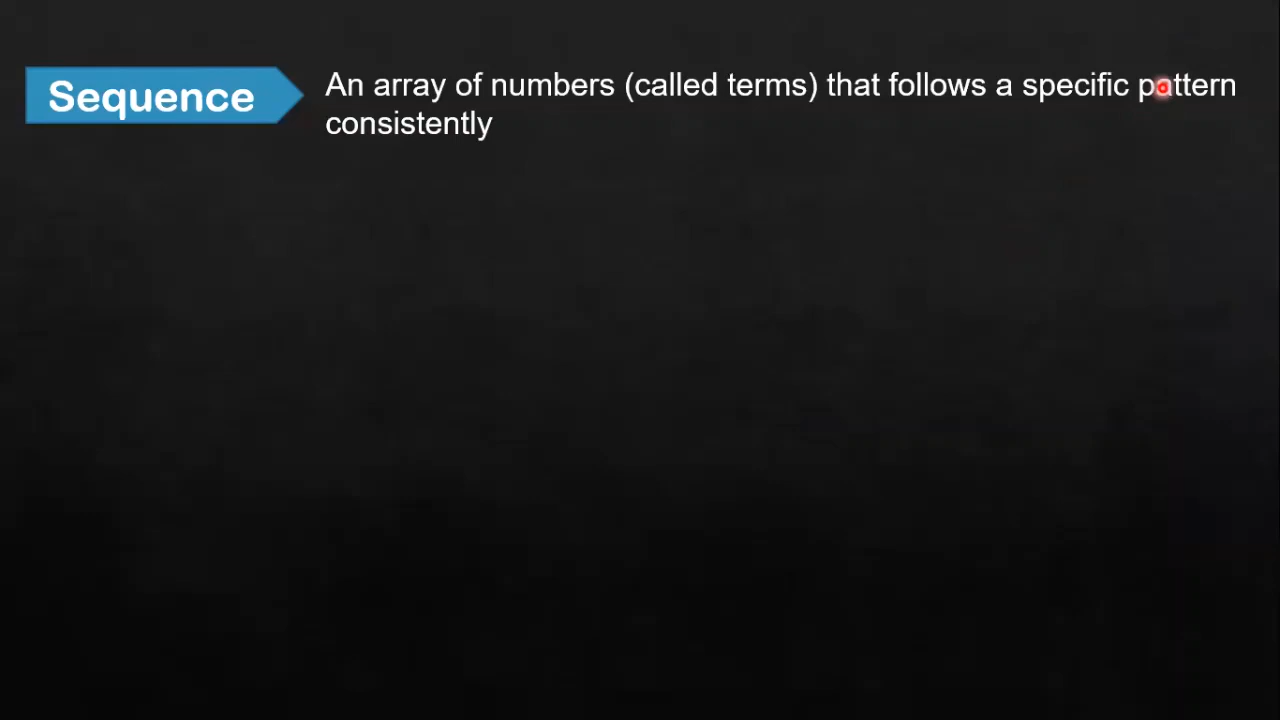 Sequence
An array of numbers (called terms) that follows a specific pattern
consistently